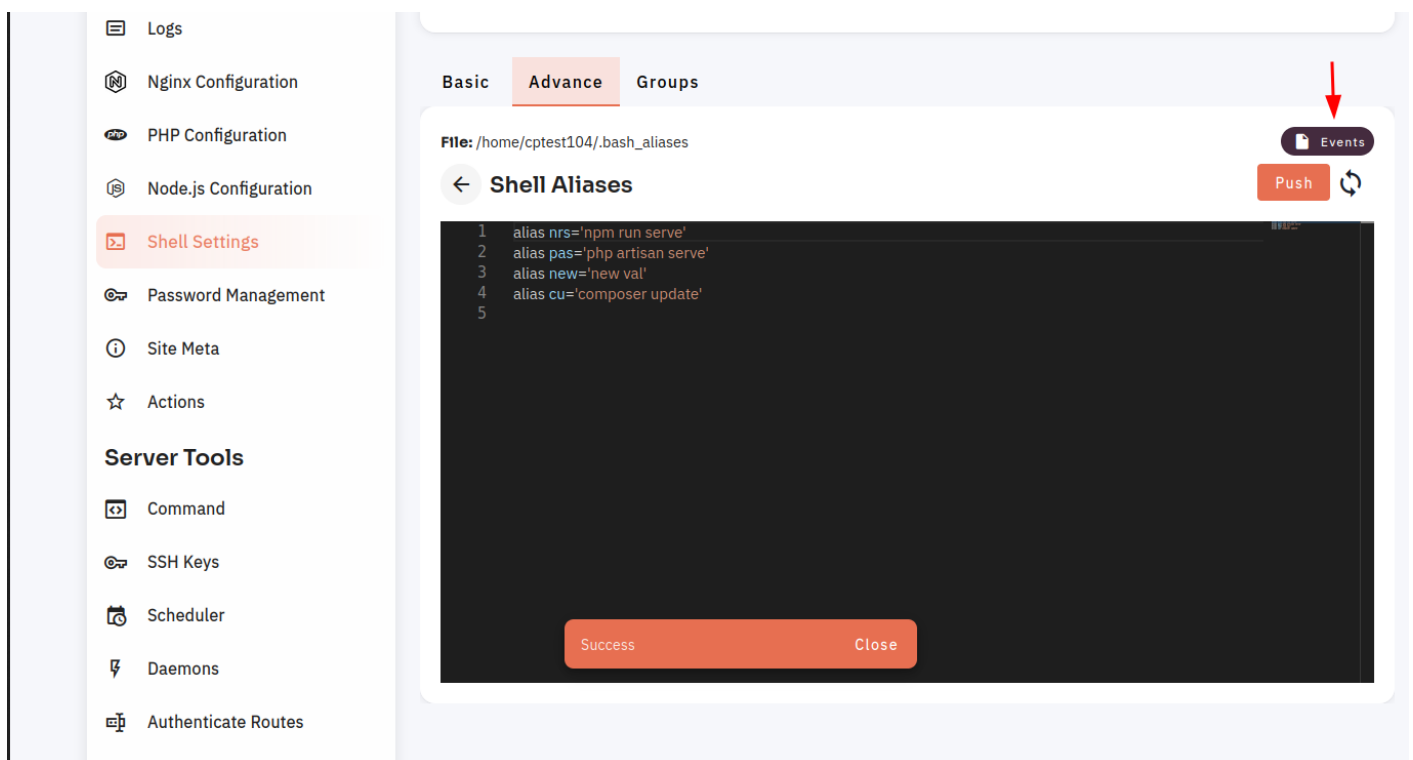 Logs
Nginx Configuration
PHP Configuration
Node.js Configuration
Shell Settings
Password Management
Site Meta
Actions
Server Tools
Command
SSH Keys
Scheduler
Daemons
Authenticate Routes
Basic Advance Groups
File: /home/cptest104/.bash_aliases
Events
Shell Aliases
Push
1 alias nrs='npm run serve'
2 alias pas='php artisan serve'
3 alias new='new val'
4 alias cu='composer update'
5
Success Close